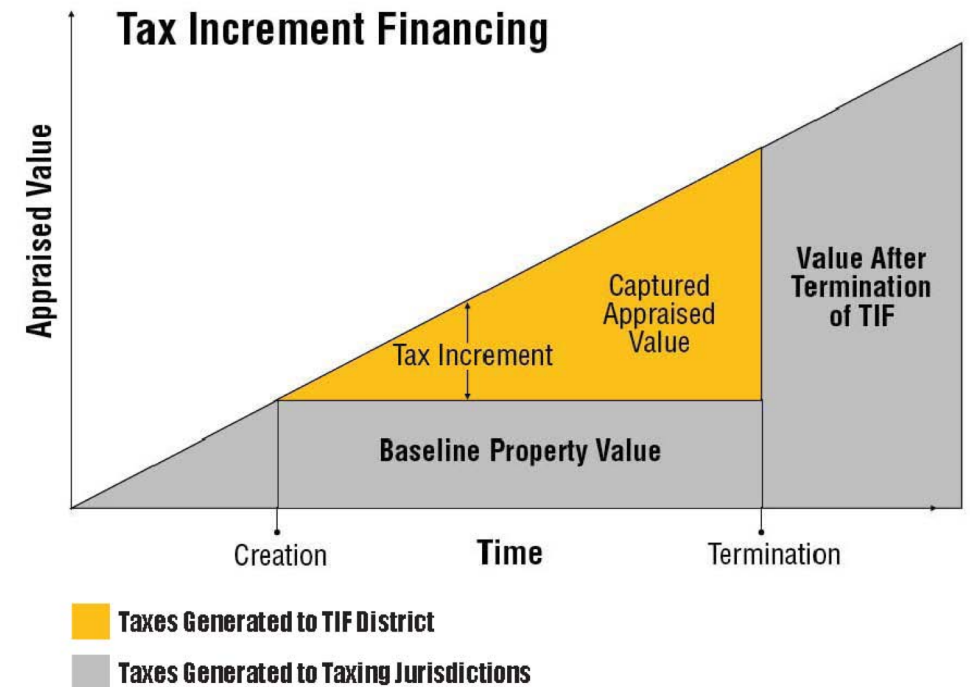 Tax Increment Financing
Appraised Value
Captured
Appraised
Value
Tax Increment
Value After
Termination
of TIF
Baseline Property Value
Creation
Time
Termination
Taxes Generated to TIF District
Taxes Generated to Taxing Jurisdictions